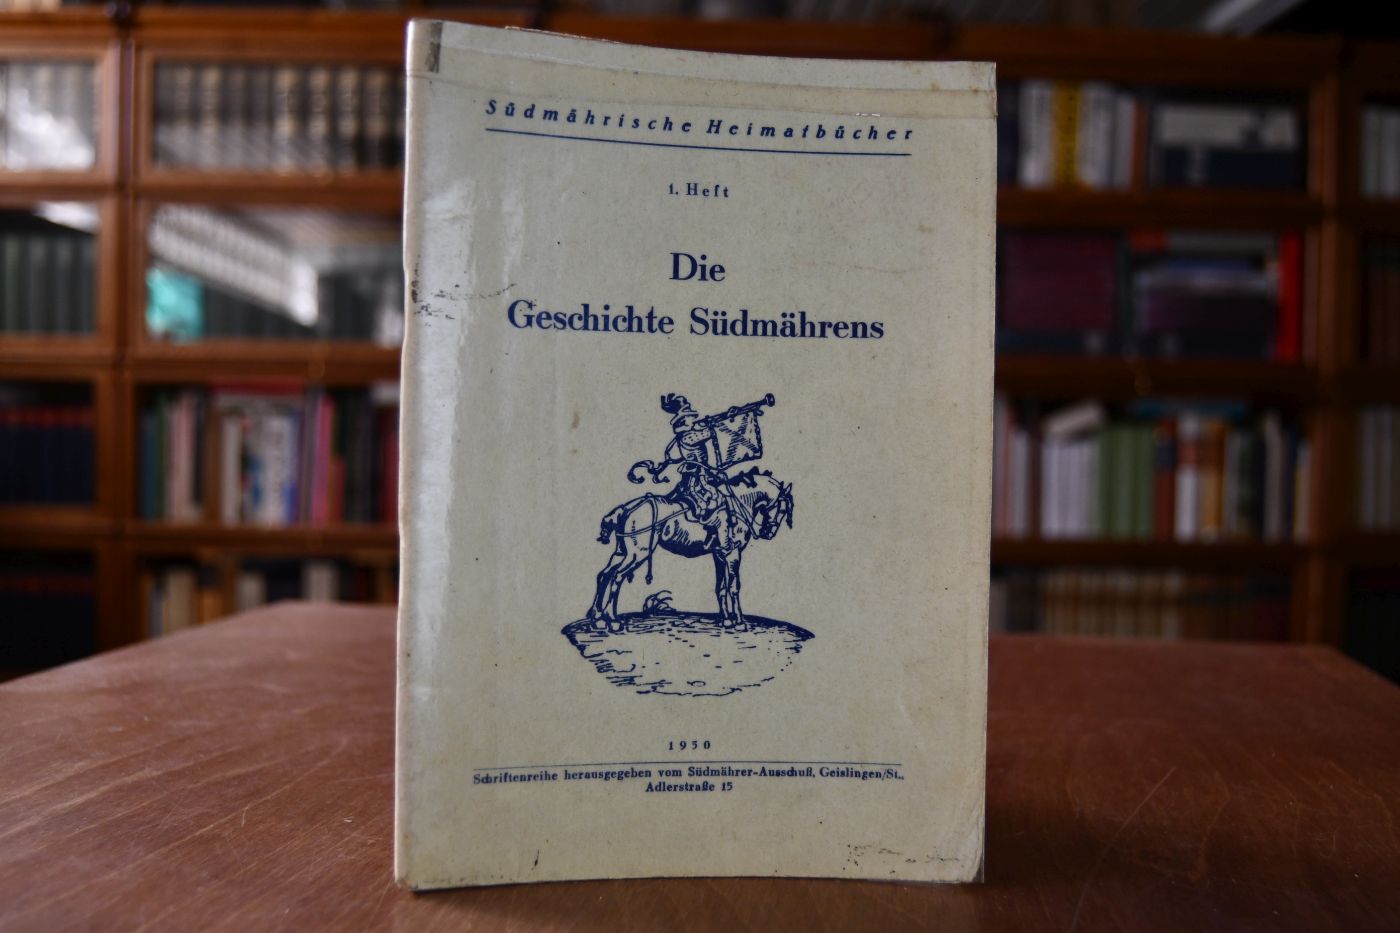 Südmährische Heimatbücher
1. Heft
Die
Geschichte Südmährens
1950
Schriftenreihe herausgegeben vom Südmährer-Ausschuß, Geislingen/St.,
Adlerstraße 15